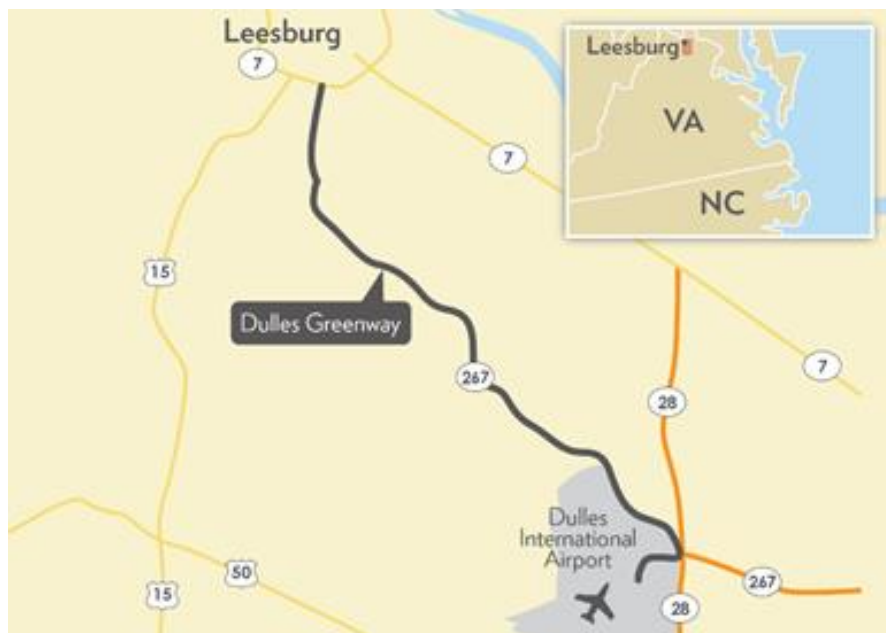 Leesburg
7
Leesburg
VA
NC
7
15
Dulles Greenway
267
7
28
Dulles
International
Airport
50
15
28
267